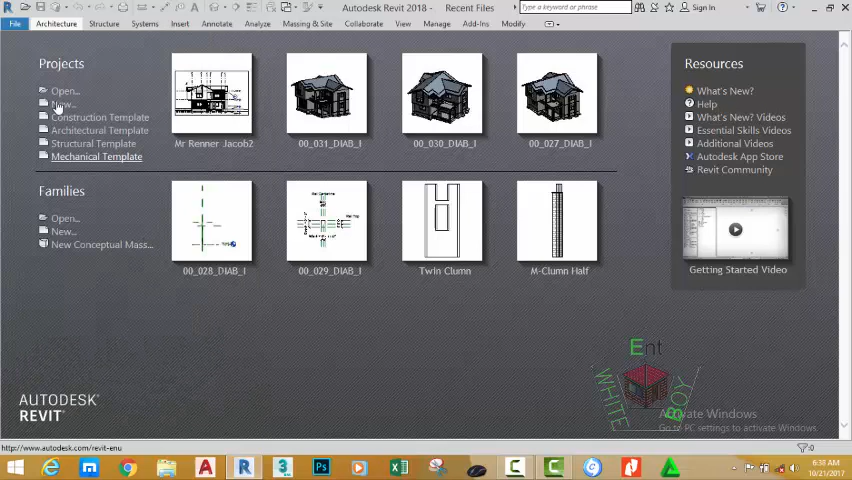 Autodesk Revit 2018 - Recent Files
Type a keyword or phrase
Sign In
File Architecture Structure Systems Insert Annotate Analyze Massing & Site Collaborate View Manage Add-Ins Modify
Projects
Open...
New...
Construction Template
Architectural Template
Structural Template
Mechanical Template
Mr Renner Jacob2
00_031_DIAB_I
00_030_DIAB_I
00_027_DIAB_I
Families
Open...
New...
New Conceptual Mass...
00_028_DIAB_I
00_029_DIAB_I
Twin Clumn
M-Clumn Half
Resources
What's New?
Help
What's New? Videos
Essential Skills Videos
Additional Videos
Autodesk App Store
Revit Community
Getting Started Video
Ent
WHITE BOY
AUTODESK®
REVIT®
Activate Windows
Go to PC settings to activate Windows
http://www.autodesk.com/revit-enu
:0
6:38 AM
10/21/2017